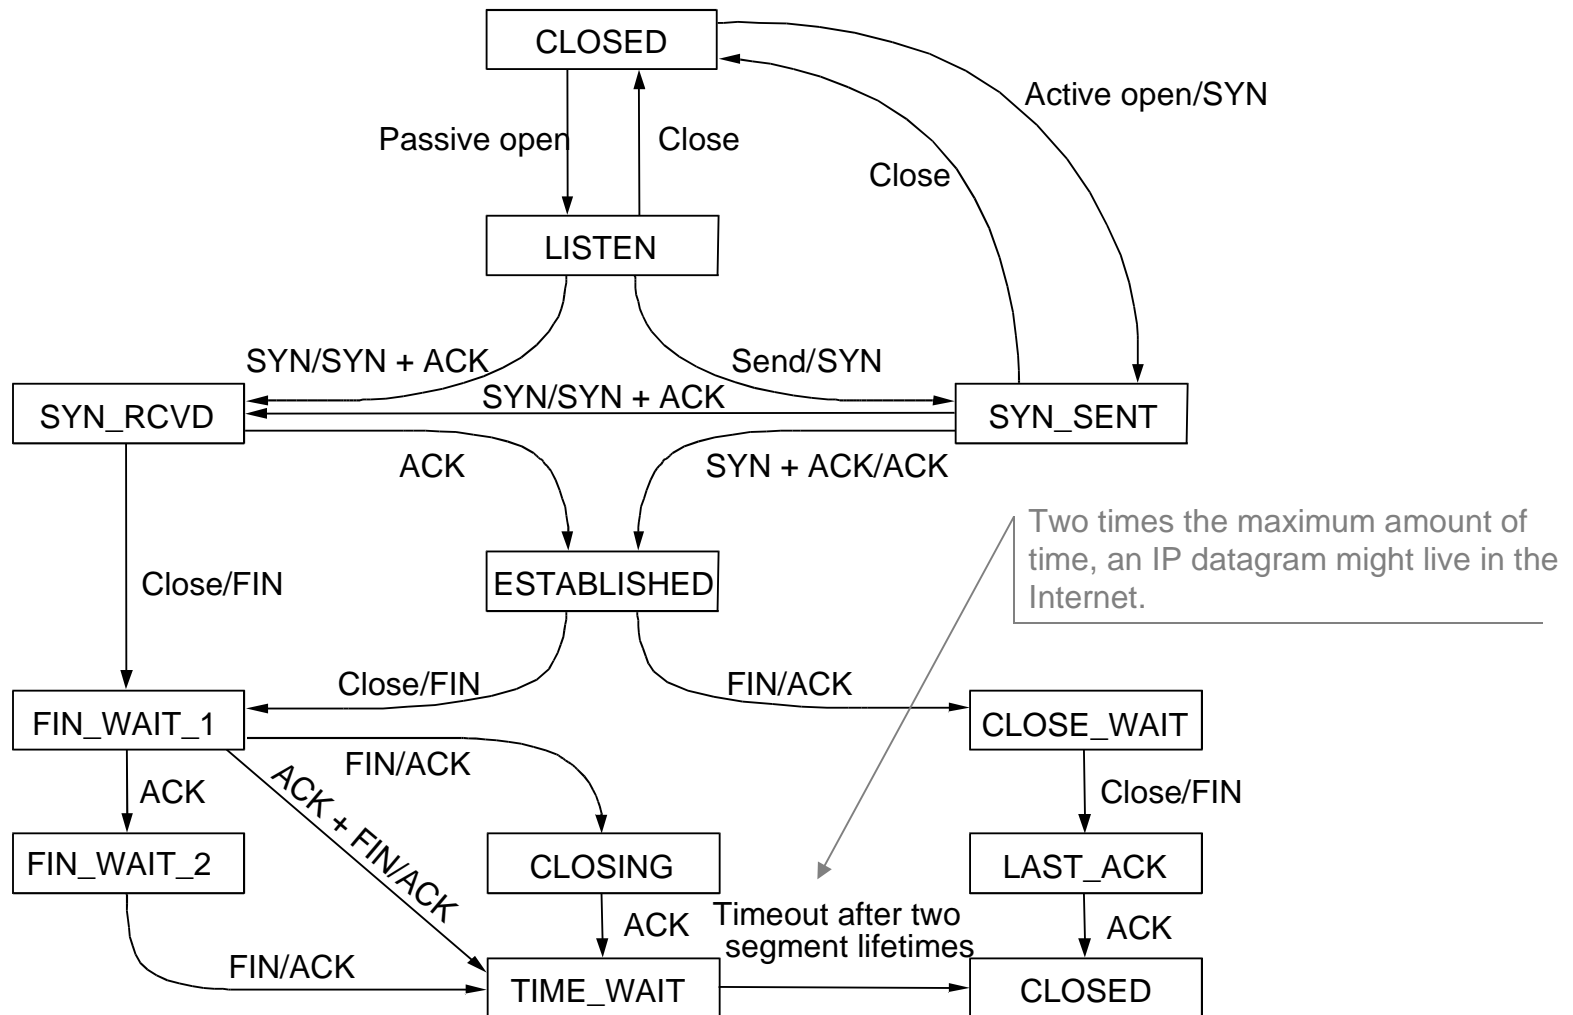 CLOSED
Active open/SYN
Passive open
Close
Close
LISTEN
SYN/SYN + ACK
Send/SYN
SYN/SYN + ACK
SYN_RCVD
SYN_SENT
ACK
SYN + ACK/ACK
Two times the maximum amount of
time, an IP datagram might live in the
Internet.
Close/FIN
ESTABLISHED
Close/FIN
FIN/ACK
FIN_WAIT_1
CLOSE_WAIT
FIN/ACK
ACK
ACK + FIN/ACK
Close/FIN
FIN_WAIT_2
CLOSING
LAST_ACK
ACK
Timeout after two
segment lifetimes
ACK
FIN/ACK
TIME_WAIT
CLOSED